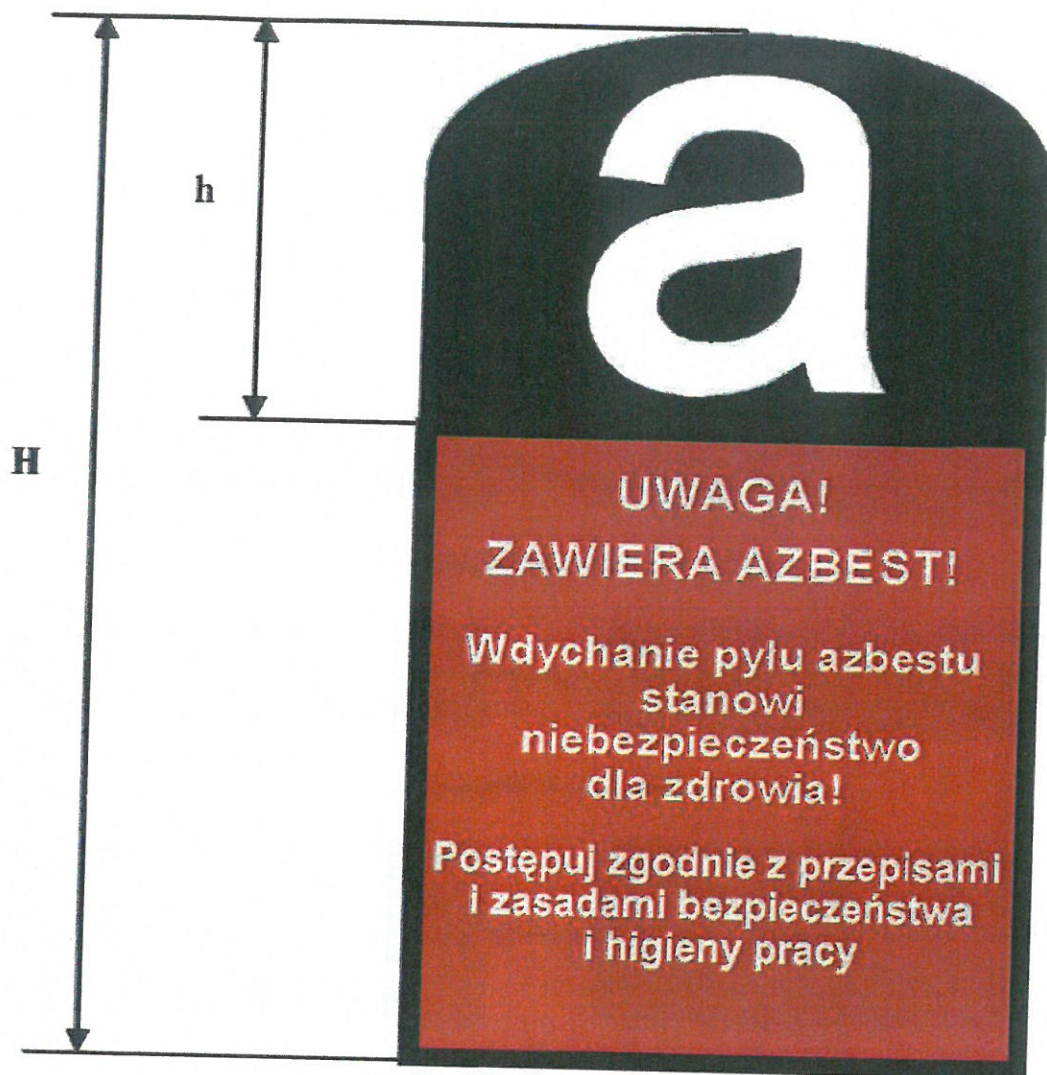 h
H
a
UWAGA!
ZAWIERA AZBEST!
Wdychanie pyłu azbestu
stanowi
niebezpieczeństwo
dla zdrowia!
Postępuj zgodnie z przepisami
i zasadami bezpieczeństwa
i higieny pracy